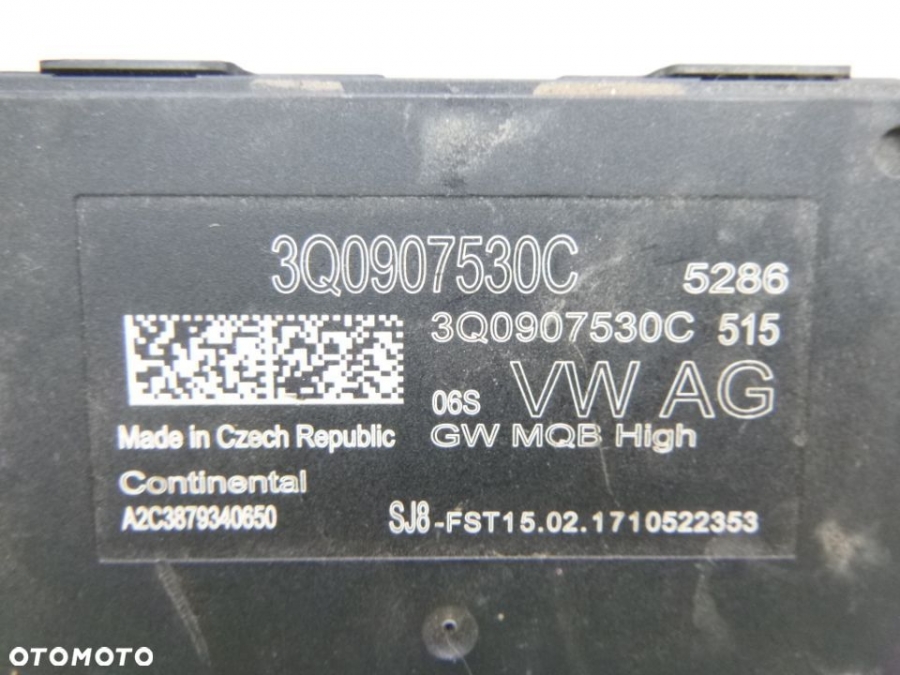 3Q0907530C 5286
3Q0907530C 515
06S VW AG
Made in Czech Republic GW MQB High
Continental
A2C3879340650 SJ8-FST15.02.1710522353
OTOMOTO